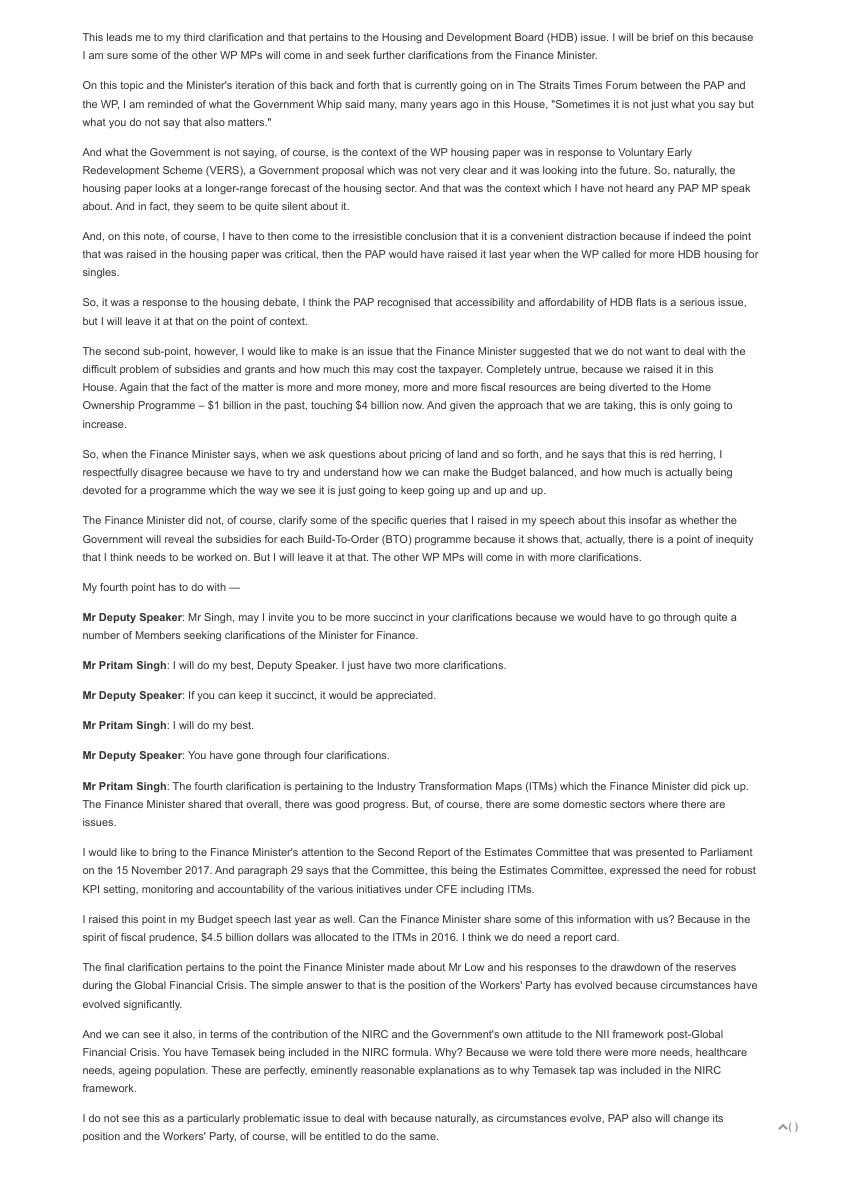 This leads me to my third clarification and that pertains to the Housing and Development Board (HDB) issue. I will be brief on this because
I am sure some of the other WP MPs will come in and seek further clarifications from the Finance Minister.
On this topic and the Minister's iteration of this back and forth that is currently going on in The Straits Times Forum between the PAP and
the WP, I am reminded of what the Government Whip said many, many years ago in this House, "Sometimes it is not just what you say but
what you do not say that also matters."
And what the Government is not saying, of course, is the context of the WP housing paper was in response to Voluntary Early
Redevelopment Scheme (VERS), a Government proposal which was not very clear and it was looking into the future. So, naturally, the
housing paper looks at a longer-range forecast of the housing sector. And that was the context which I have not heard any PAP MP speak
about. And in fact, they seem to be quite silent about it.
And, on this note, of course, I have to then come to the irresistible conclusion that it is a convenient distraction because if indeed the point
that was raised in the housing paper was critical, then the PAP would have raised it last year when the WP called for more HDB housing for
singles.
So, it was a response to the housing debate, I think the PAP recognised that accessibility and affordability of HDB flats is a serious issue,
but I will leave it at that on the point of context.
The second sub-point, however, I would like to make is an issue that the Finance Minister suggested that we do not want to deal with the
difficult problem of subsidies and grants and how much this may cost the taxpayer. Completely untrue, because we raised it in this
House. Again that the fact of the matter is more and more money, more and more fiscal resources are being diverted to the Home
Ownership Programme – $1 billion in the past, touching $4 billion now. And given the approach that we are taking, this is only going to
increase.
So, when the Finance Minister says, when we ask questions about pricing of land and so forth, and he says that this is red herring, I
respectfully disagree because we have to try and understand how we can make the Budget balanced, and how much is actually being
devoted for a programme which the way we see it is just going to keep going up and up and up.
The Finance Minister did not, of course, clarify some of the specific queries that I raised in my speech about this insofar as whether the
Government will reveal the subsidies for each Build-To-Order (BTO) programme because it shows that, actually, there is a point of inequity
that I think needs to be worked on. But I will leave it at that. The other WP MPs will come in with more clarifications.
My fourth point has to do with —
Mr Deputy Speaker: Mr Singh, may I invite you to be more succinct in your clarifications because we would have to go through quite a
number of Members seeking clarifications of the Minister for Finance.
Mr Pritam Singh: I will do my best, Deputy Speaker. I just have two more clarifications.
Mr Deputy Speaker: If you can keep it succinct, it would be appreciated.
Mr Pritam Singh: I will do my best.
Mr Deputy Speaker: You have gone through four clarifications.
Mr Pritam Singh: The fourth clarification is pertaining to the Industry Transformation Maps (ITMs) which the Finance Minister did pick up.
The Finance Minister shared that overall, there was good progress. But, of course, there are some domestic sectors where there are
issues.
I would like to bring to the Finance Minister's attention to the Second Report of the Estimates Committee that was presented to Parliament
on the 15 November 2017. And paragraph 29 says that the Committee, this being the Estimates Committee, expressed the need for robust
KPI setting, monitoring and accountability of the various initiatives under CFE including ITMs.
I raised this point in my Budget speech last year as well. Can the Finance Minister share some of this information with us? Because in the
spirit of fiscal prudence, $4.5 billion dollars was allocated to the ITMs in 2016. I think we do need a report card.
The final clarification pertains to the point the Finance Minister made about Mr Low and his responses to the drawdown of the reserves
during the Global Financial Crisis. The simple answer to that is the position of the Workers' Party has evolved because circumstances have
evolved significantly.
And we can see it also, in terms of the contribution of the NIRC and the Government's own attitude to the NII framework post-Global
Financial Crisis. You have Temasek being included in the NIRC formula. Why? Because we were told there were more needs, healthcare
needs, ageing population. These are perfectly, eminently reasonable explanations as to why Temasek tap was included in the NIRC
framework.
I do not see this as a particularly problematic issue to deal with because naturally, as circumstances evolve, PAP also will change its
position and the Workers' Party, of course, will be entitled to do the same.
( )